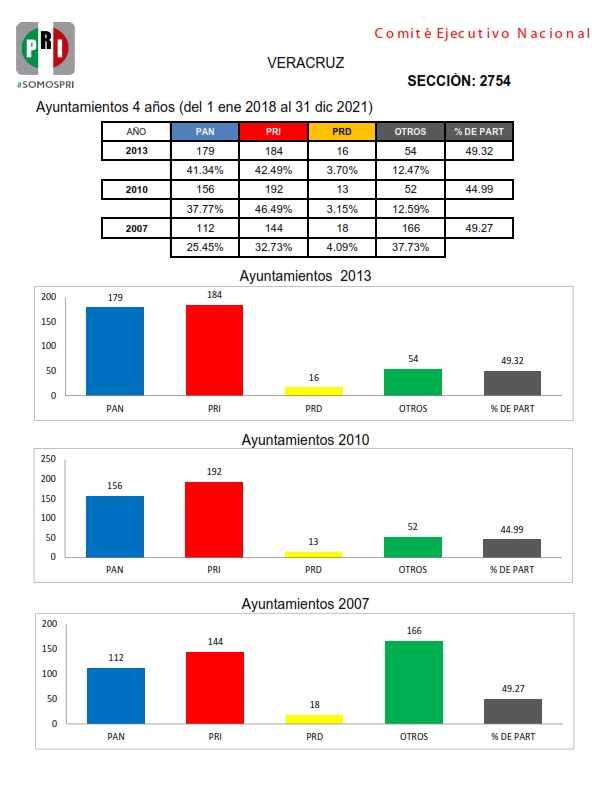 Comité Ejecutivo Nacional
PRI
#SOMOSPRI
VERACRUZ
SECCIÓN: 2754
Ayuntamientos 4 años (del 1 ene 2018 al 31 dic 2021)
AÑO PAN PRI PRD OTROS % DE PART
2013 179 184 16 54 49.32
41.34% 42.49% 3.70% 12.47%
2010 156 192 13 52 44.99
37.77% 46.49% 3.15% 12.59%
2007 112 144 18 166 49.27
25.45% 32.73% 4.09% 37.73%
Ayuntamientos 2013
200
150
100
50
0
179 184 16 54 49.32
PAN PRI PRD OTROS % DE PART
Ayuntamientos 2010
250
200
150
100
50
0
156 192 13 52 44.99
PAN PRI PRD OTROS % DE PART
Ayuntamientos 2007
200
150
100
50
0
112 144 18 166 49.27
PAN PRI PRD OTROS % DE PART